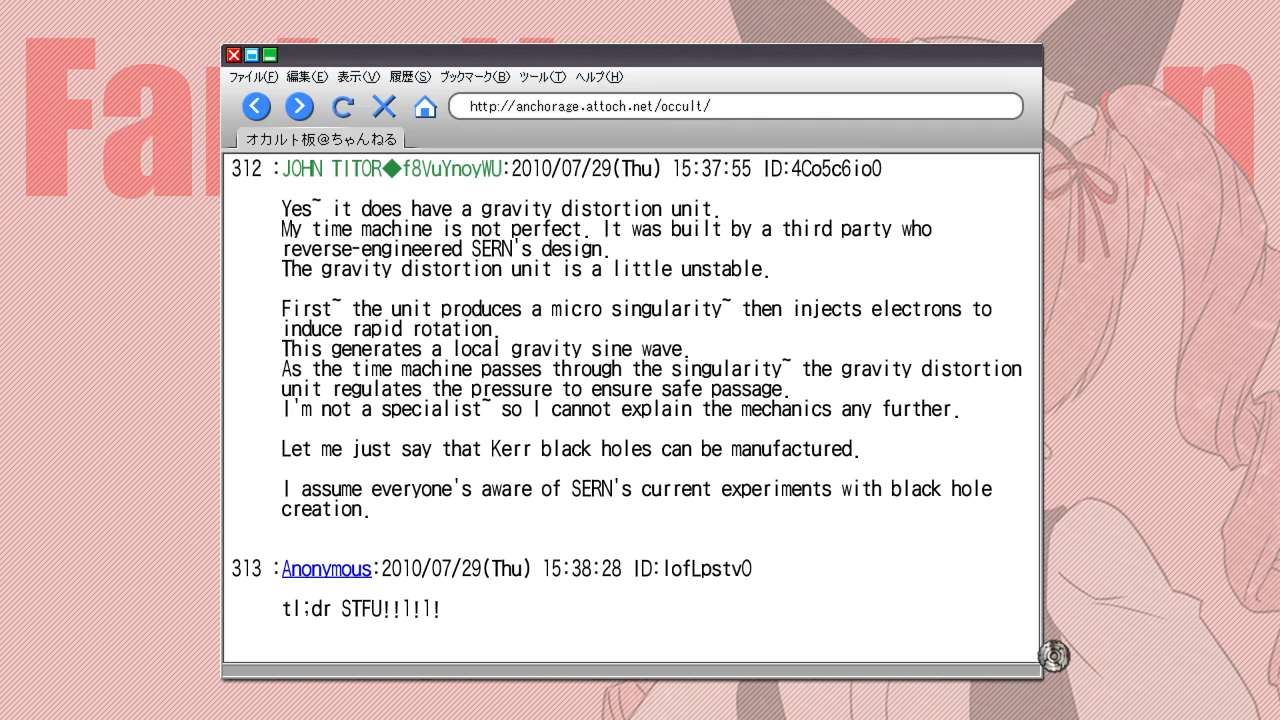 ファイル(F) 編集(E) 表示(V) 履歴(S) ブックマーク(B) ツール(T) ヘルプ(H)
http://anchorage.attoch.net/occult/
オカルト板@ちゃんねる
312 :JOHN TITOR◆f8VuYnoyWU:2010/07/29(Thu) 15:37:55 ID:4Co5c6io0
Yes~ it does have a gravity distortion unit.
My time machine is not perfect. It was built by a third party who
reverse-engineered SERN's design.
The gravity distortion unit is a little unstable.
First~ the unit produces a micro singularity~ then injects electrons to
induce rapid rotation.
This generates a local gravity sine wave.
As the time machine passes through the singularity~ the gravity distortion
unit regulates the pressure to ensure safe passage.
I'm not a specialist~ so I cannot explain the mechanics any further.
Let me just say that Kerr black holes can be manufactured.
I assume everyone's aware of SERN's current experiments with black hole
creation.
313 :Anonymous:2010/07/29(Thu) 15:38:28 ID:lofLpstv0
tl;dr STFU!!1!1!